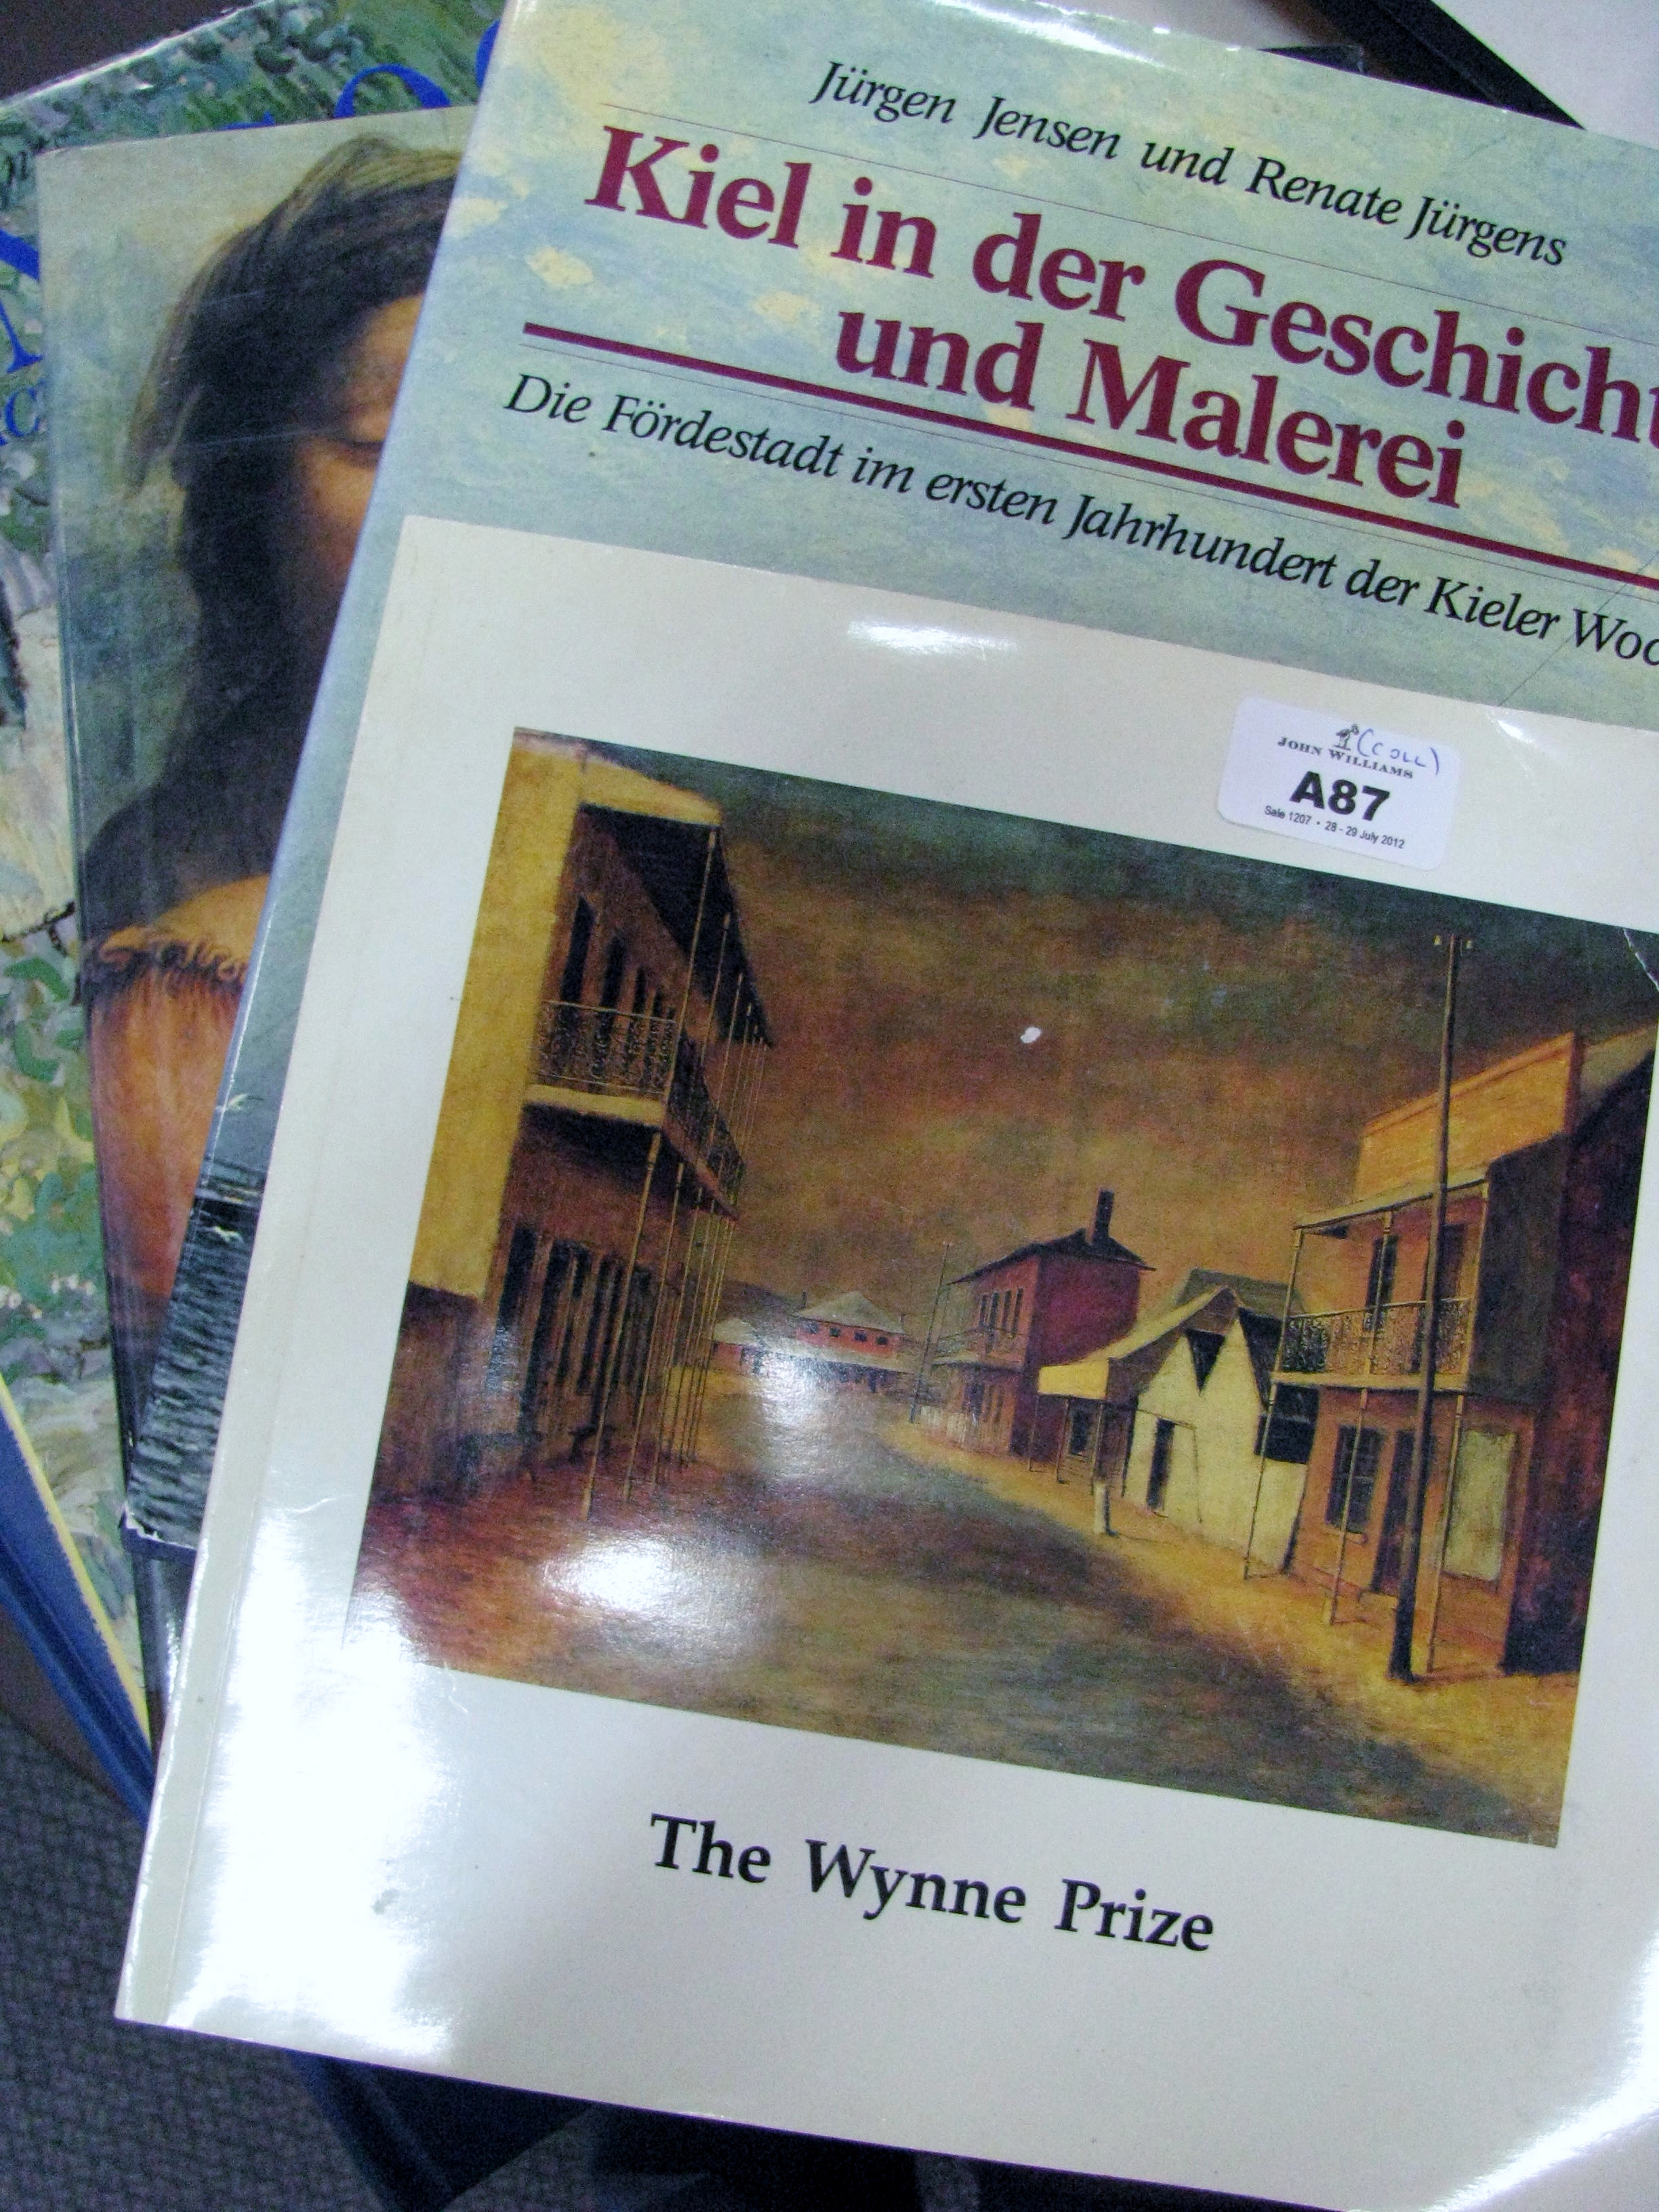 Jürgen Jensen und Renate Jürgens
Kiel in der Geschicht
und Malerei
Die Fördestadt im ersten Jahrhundert der Kieler Woc
(COLL)
JOHN WILLIAMS
A87
Sale 1207 • 28 - 29 July 2012
The Wynne Prize